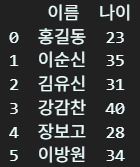 이름 나이
0 홍길동 23
1 이순신 35
2 김유신 31
3 강감찬 40
4 장보고 28
5 이방원 34